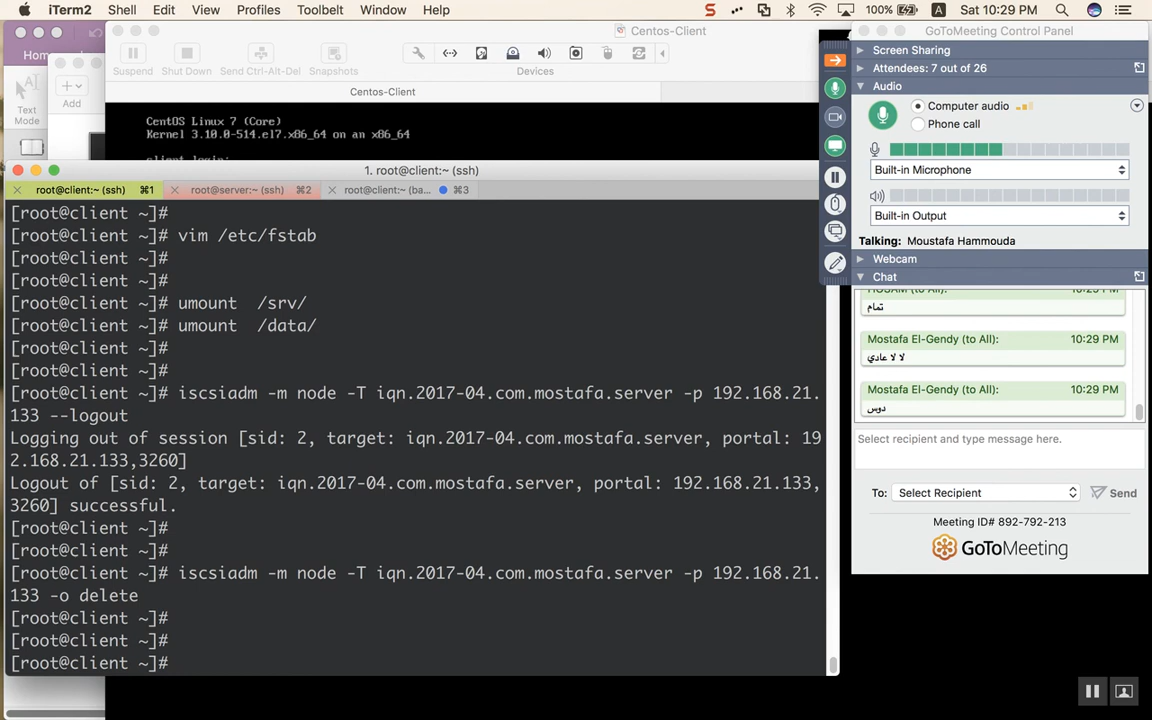 iTerm2 Shell Edit View Profiles Toolbelt Window Help
100% A Sat 10:29 PM
Centos-Client
GoToMeeting Control Panel
Suspend Shut Down Send Ctrl-Alt-Del Snapshots
Devices
Text
Mode
Add
Centos-Client
CentOS Linux 7 (Core)
Kernel 3.10.0-514.el7.x86_64 on an x86_64
client login:
1. root@client:~ (ssh)
root@client:~ (ssh) ⌘1 root@server:~ (ssh) ⌘2 root@client:~ (ba... ⌘3
[root@client ~]#
[root@client ~]# vim /etc/fstab
[root@client ~]#
[root@client ~]#
[root@client ~]# umount  /srv/
[root@client ~]# umount  /data/
[root@client ~]#
[root@client ~]#
[root@client ~]# iscsiadm -m node -T iqn.2017-04.com.mostafa.server -p 192.168.21.
133 --logout
Logging out of session [sid: 2, target: iqn.2017-04.com.mostafa.server, portal: 19
2.168.21.133,3260]
Logout of [sid: 2, target: iqn.2017-04.com.mostafa.server, portal: 192.168.21.133,
3260] successful.
[root@client ~]#
[root@client ~]#
[root@client ~]# iscsiadm -m node -T iqn.2017-04.com.mostafa.server -p 192.168.21.
133 -o delete
[root@client ~]#
[root@client ~]#
[root@client ~]#
Screen Sharing
Attendees: 7 out of 26
Audio
Computer audio
Phone call
Built-in Microphone
Built-in Output
Talking: Moustafa Hammouda
Webcam
Chat
تمام
Mostafa El-Gendy (to All): 10:29 PM
لا لا عادي
Mostafa El-Gendy (to All): 10:29 PM
دوس
Select recipient and type message here.
To: Select Recipient Send
Meeting ID# 892-792-213
GoToMeeting